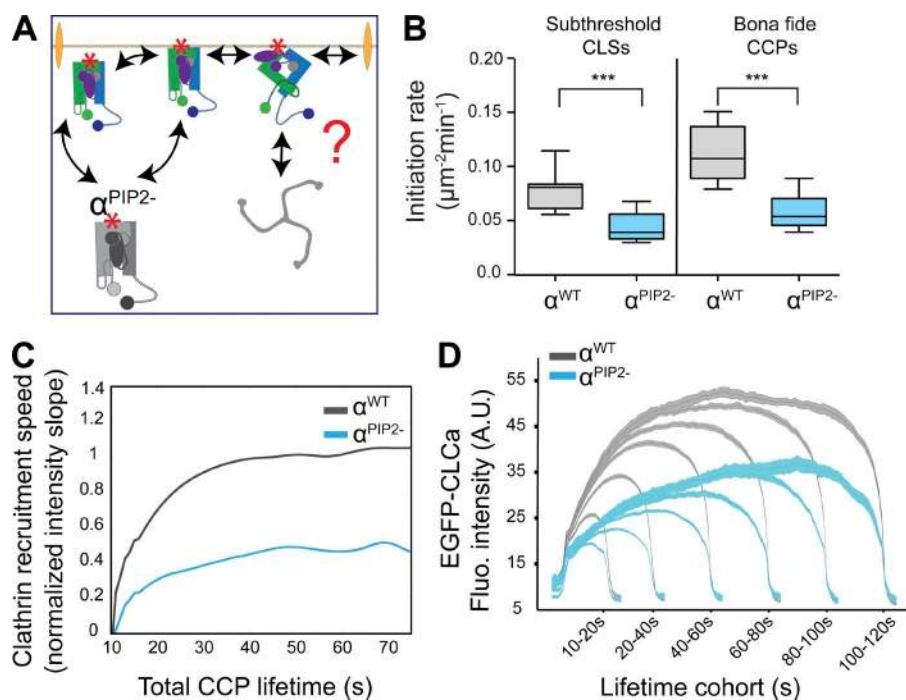 A
?
α^PIP2-
*
B
Subthreshold
CLSs
Bona fide
CCPs
***
***
Initiation rate
(μm⁻²min⁻¹)
0.20
0.15
0.10
0.05
0.0
α^WT
α^PIP2-
α^WT
α^PIP2-
C
Clathrin recruitment speed
(normalized intensity slope)
1.4
1
0.8
0.6
0.4
0.2
0
α^WT
α^PIP2-
10 20 30 40 50 60 70
Total CCP lifetime (s)
D
α^WT
α^PIP2-
EGFP-CLCa
Fluo. intensity (A.U.)
55
45
35
25
15
5
10-20s
20-40s
40-60s
60-80s
80-100s
100-120s
Lifetime cohort (s)